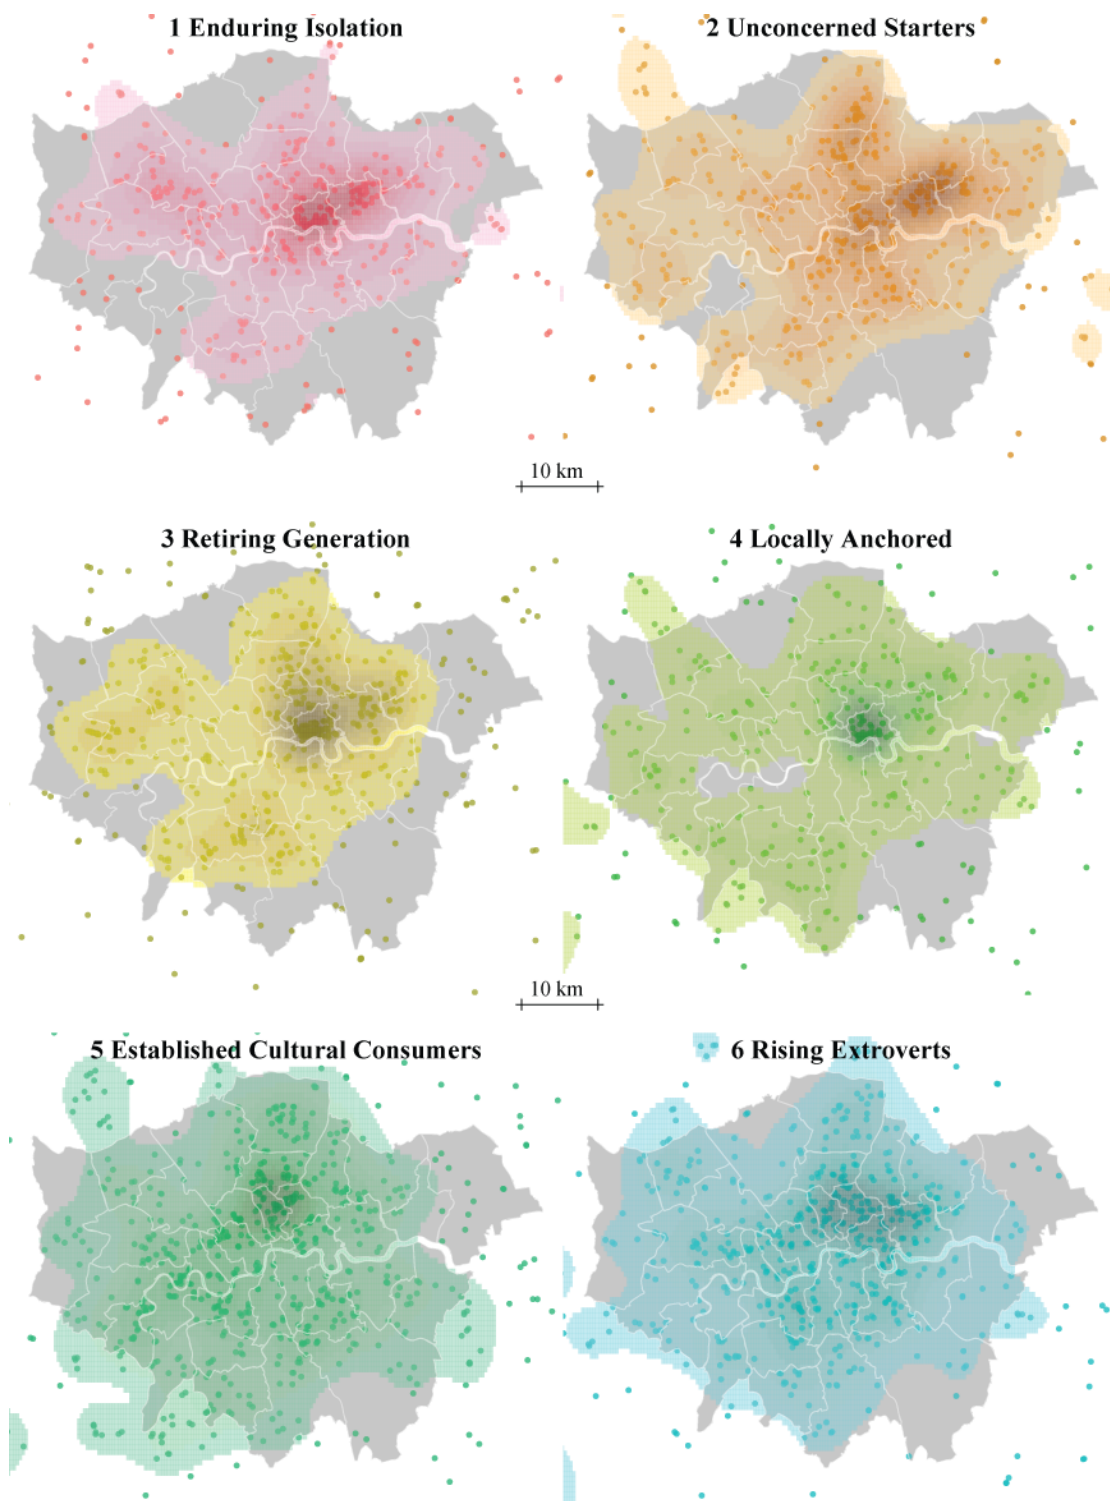 1 Enduring Isolation
2 Unconcerned Starters
10 km
3 Retiring Generation
4 Locally Anchored
10 km
5 Established Cultural Consumers
6 Rising Extroverts